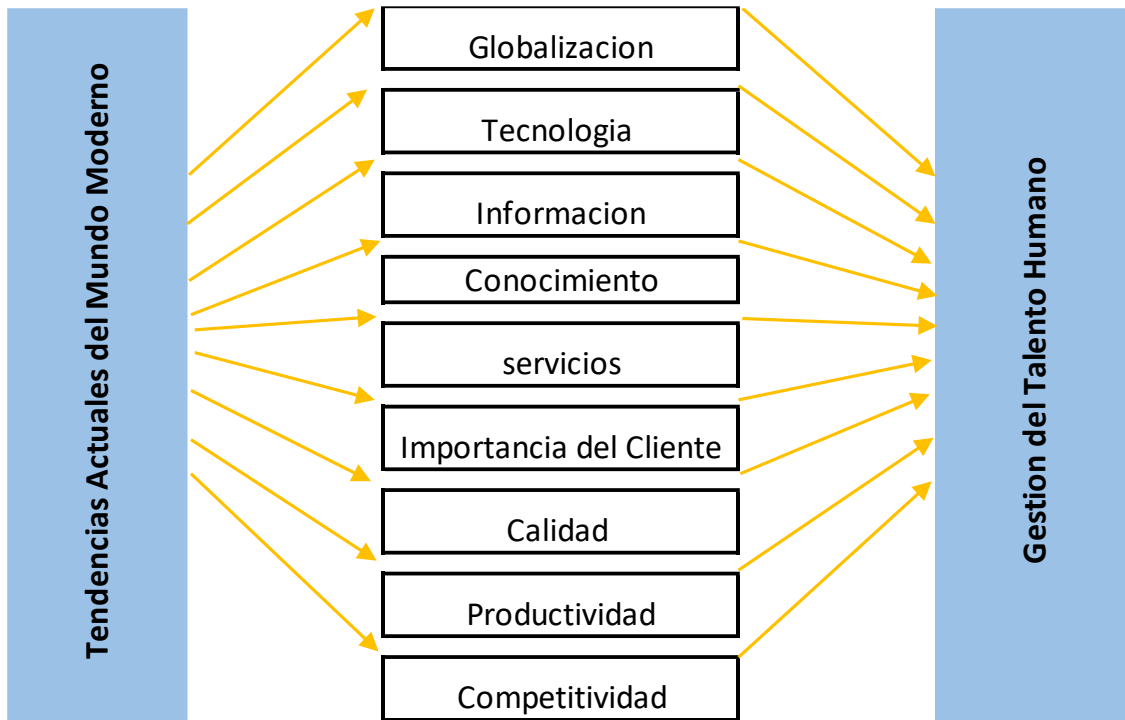 Tendencias Actuales del Mundo Moderno
Globalizacion
Tecnologia
Informacion
Conocimiento
servicios
Importancia del Cliente
Calidad
Productividad
Competitividad
Gestion del Talento Humano